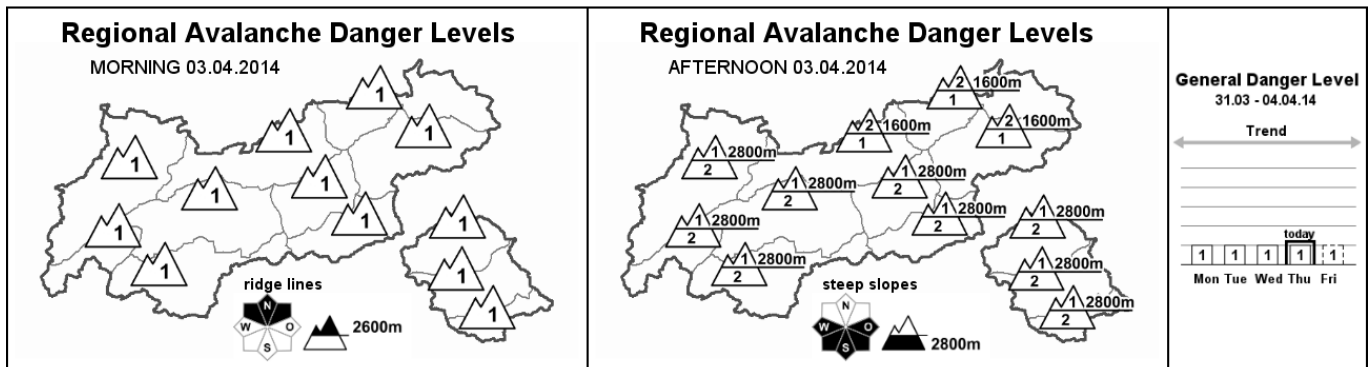 Regional Avalanche Danger Levels
MORNING 03.04.2014
1
1
1
1
1
1
1
1
1
1
1
1
1
ridge lines
N
W O
S
2600m
Regional Avalanche Danger Levels
AFTERNOON 03.04.2014
2 1600m
1
2 1600m
1
2 1600m
1
1 2800m
2
1 2800m
2
1 2800m
2
1 2800m
2
1 2800m
2
1 2800m
2
1 2800m
2
1 2800m
2
1 2800m
2
steep slopes
N
W O
S
2800m
General Danger Level
31.03 - 04.04.14
Trend
today
1 1 1 1 1
Mon Tue Wed Thu Fri